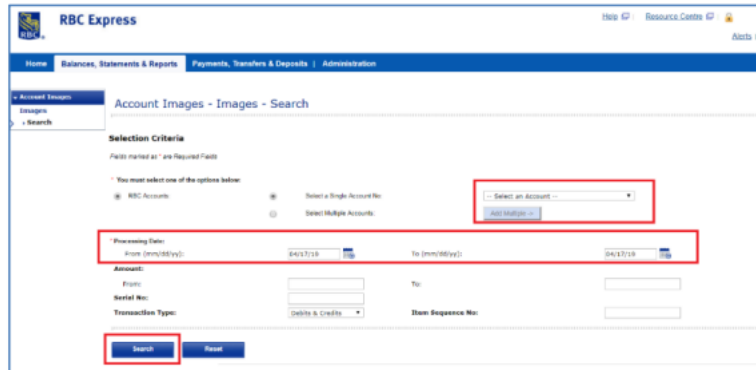 RBC Express
Help Resource Centre
RBC
Alerts
Home Balances, Statements & Reports Payments, Transfers & Deposits | Administration
Account Images
Images
Search
Account Images - Images - Search
Selection Criteria
Fields marked as * are Required Fields
* You must select one of the options below:
RBC Accounts Select a Single Account No: -- Select an Account --
Select Multiple Accounts: Add Multiple
* Processing Date:
From (mm/dd/yy): 04/17/19 To (mm/dd/yy): 04/17/19
Amount:
From: To:
Serial No:
Transaction Type: Debits & Credits Item Sequence No:
Search Reset